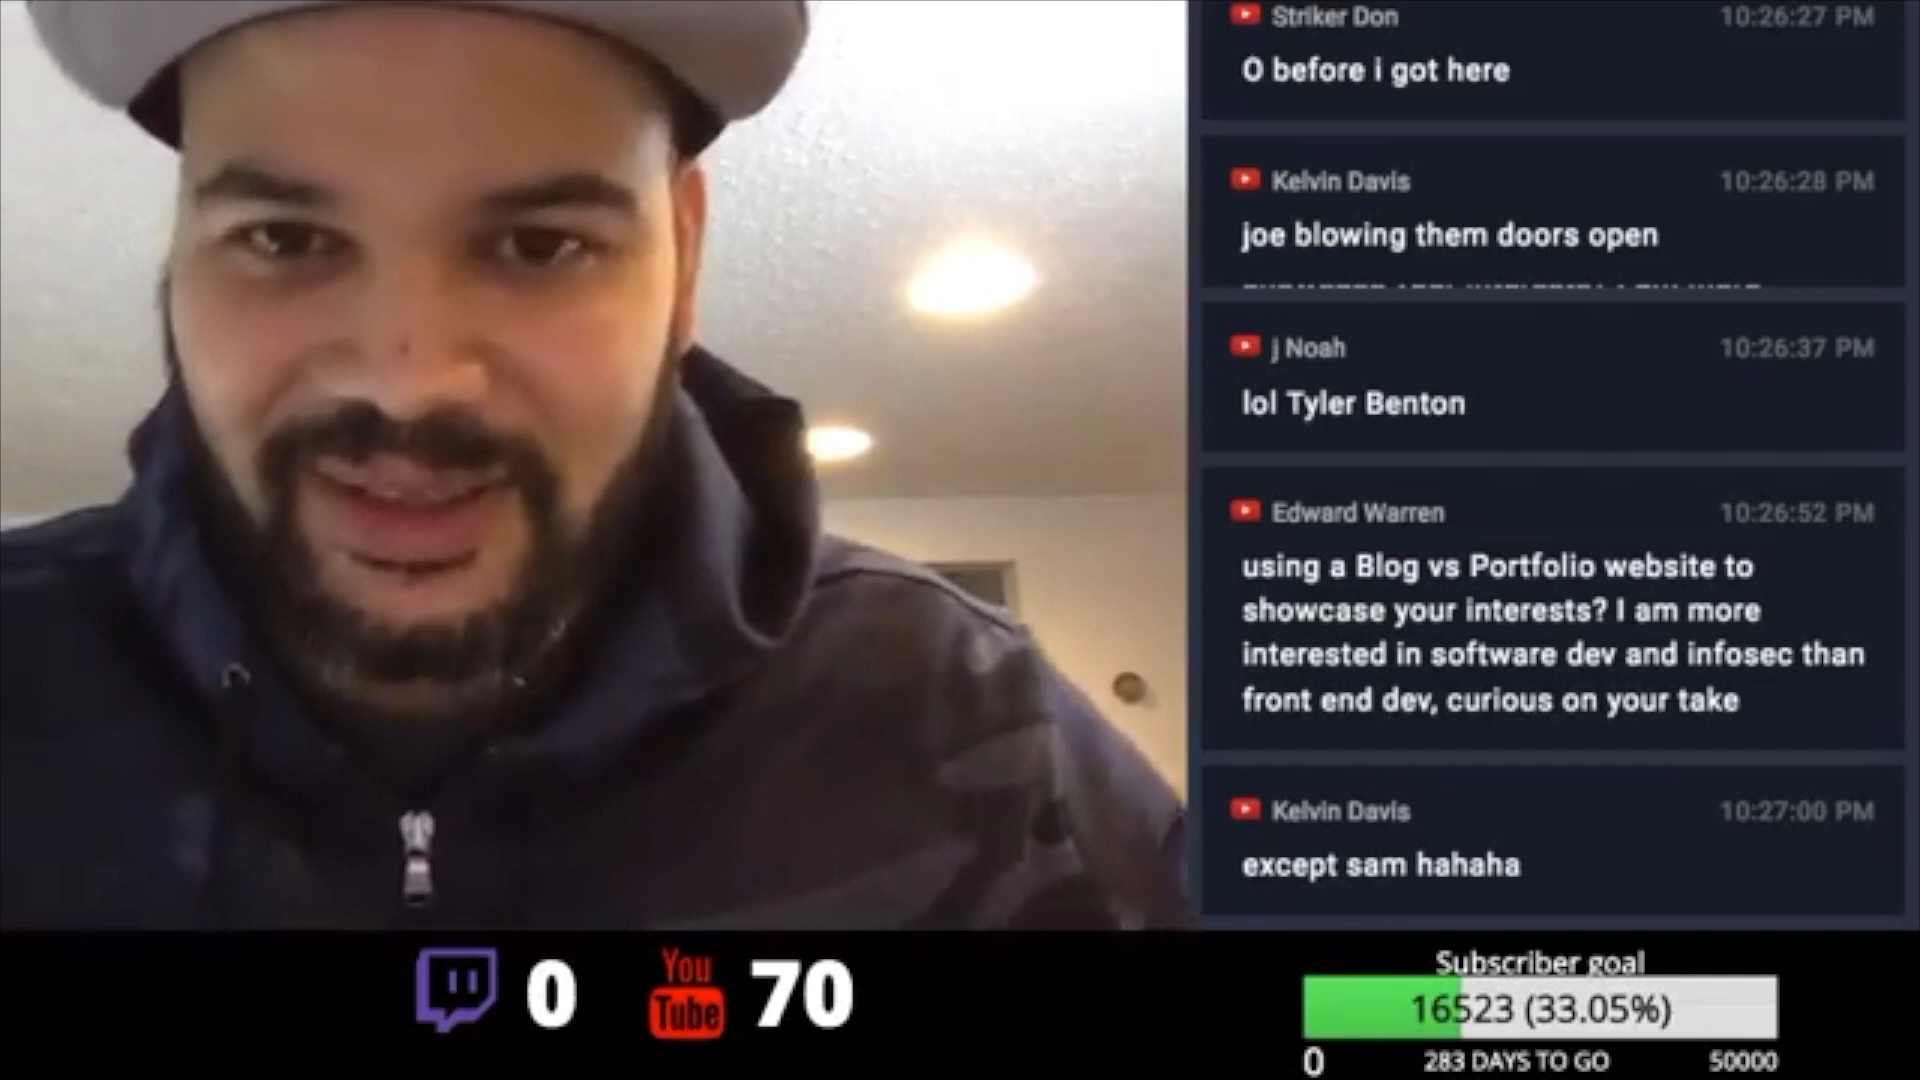 Striker Don 10:26:27 PM
O before i got here
Kelvin Davis 10:26:28 PM
joe blowing them doors open
j Noah 10:26:37 PM
lol Tyler Benton
Edward Warren 10:26:52 PM
using a Blog vs Portfolio website to
showcase your interests? I am more
interested in software dev and infosec than
front end dev, curious on your take
Kelvin Davis 10:27:00 PM
except sam hahaha
0 You Tube 70
Subscriber goal
16523 (33.05%)
0 283 DAYS TO GO 50000